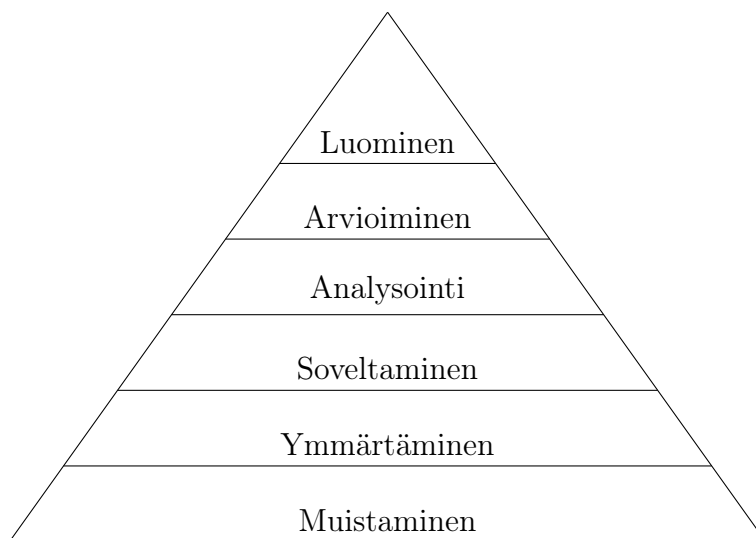 Luominen
Arvioiminen
Analysointi
Soveltaminen
Ymmärtäminen
Muistaminen